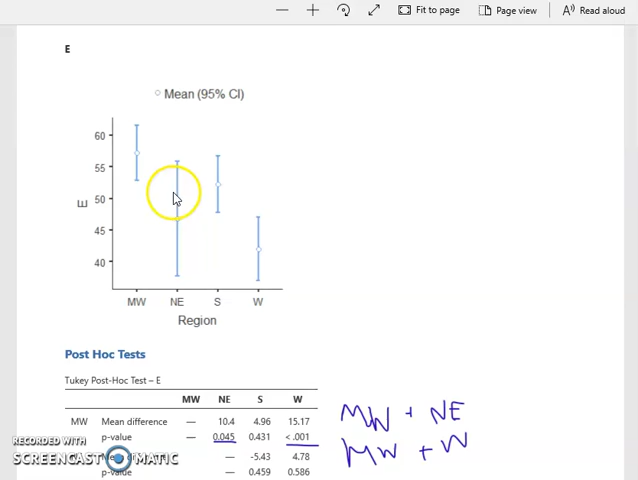 Fit to page Page view Read aloud
E
Mean (95% CI)
60
55
50
45
40
E
MW NE S W
Region
Post Hoc Tests
Tukey Post-Hoc Test – E
MW NE S W
MW Mean difference — 10.4 4.96 15.17
p-value — 0.045 0.431 < .001
— -5.43 4.78
p-value — 0.459 0.586
MW + NE
MW + W
RECORDED WITH
SCREENCAST MATIC